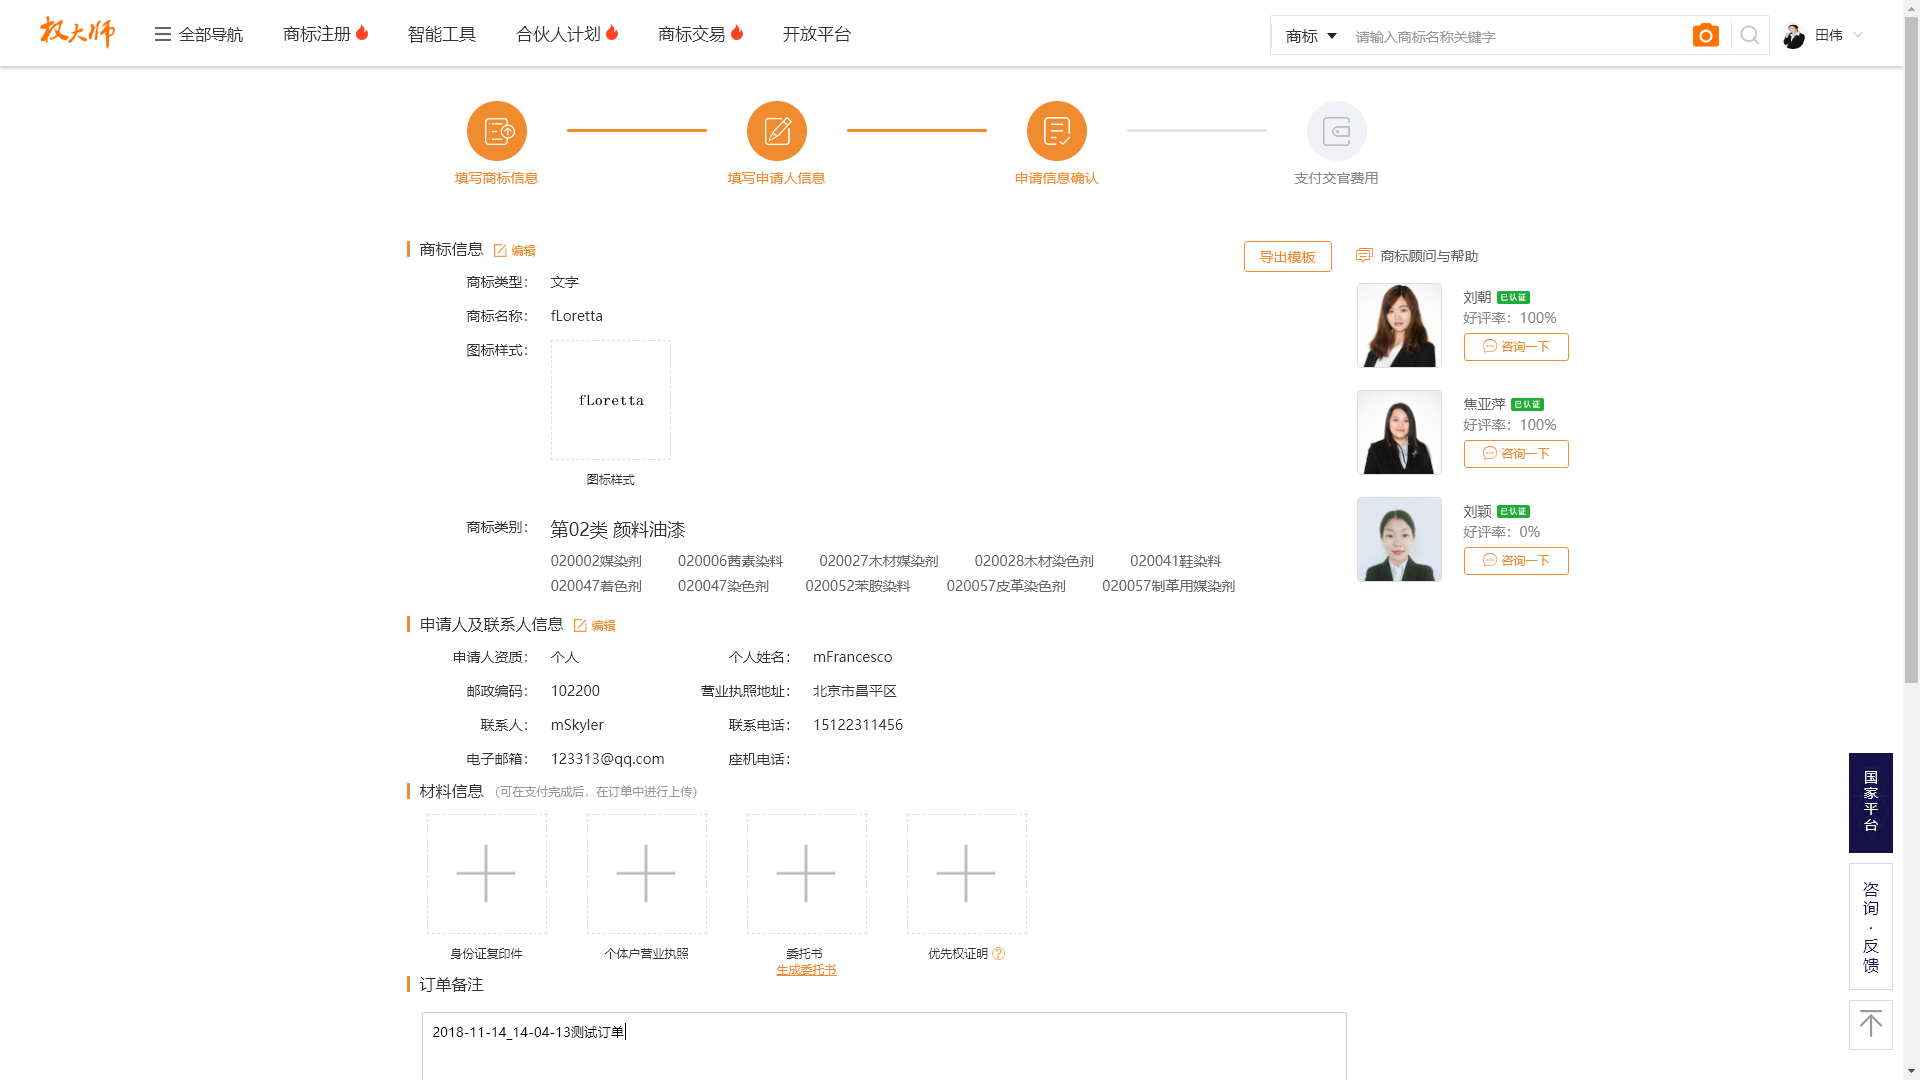 权大师 全部导航 商标注册 智能工具 合伙人计划 商标交易 开放平台 商标 请输入商标名称关键字 田伟
填写商标信息 填写申请人信息 申请信息确认 支付交官费用
商标信息 编辑 导出模板
商标类型： 文字
商标名称： fLoretta
图标样式：
fLoretta
图标样式
商标类别： 第02类 颜料油漆
020002媒染剂 020006茜素染料 020027木材媒染剂 020028木材染色剂 020041鞋染料
020047着色剂 020047染色剂 020052苯胺染料 020057皮革染色剂 020057制革用媒染剂
商标顾问与帮助
刘朝 已认证
好评率：100%
咨询一下
焦亚萍 已认证
好评率：100%
咨询一下
刘颖 已认证
好评率：0%
咨询一下
申请人及联系人信息 编辑
申请人资质： 个人 个人姓名： mFrancesco
邮政编码： 102200 营业执照地址： 北京市昌平区
联系人： mSkyler 联系电话： 15122311456
电子邮箱： 123313@qq.com 座机电话：
材料信息 （可在支付完成后，在订单中进行上传）
身份证复印件 个体户营业执照 委托书 优先权证明 ?
生成委托书
订单备注
2018-11-14_14-04-13测试订单
国家平台
咨询·反馈